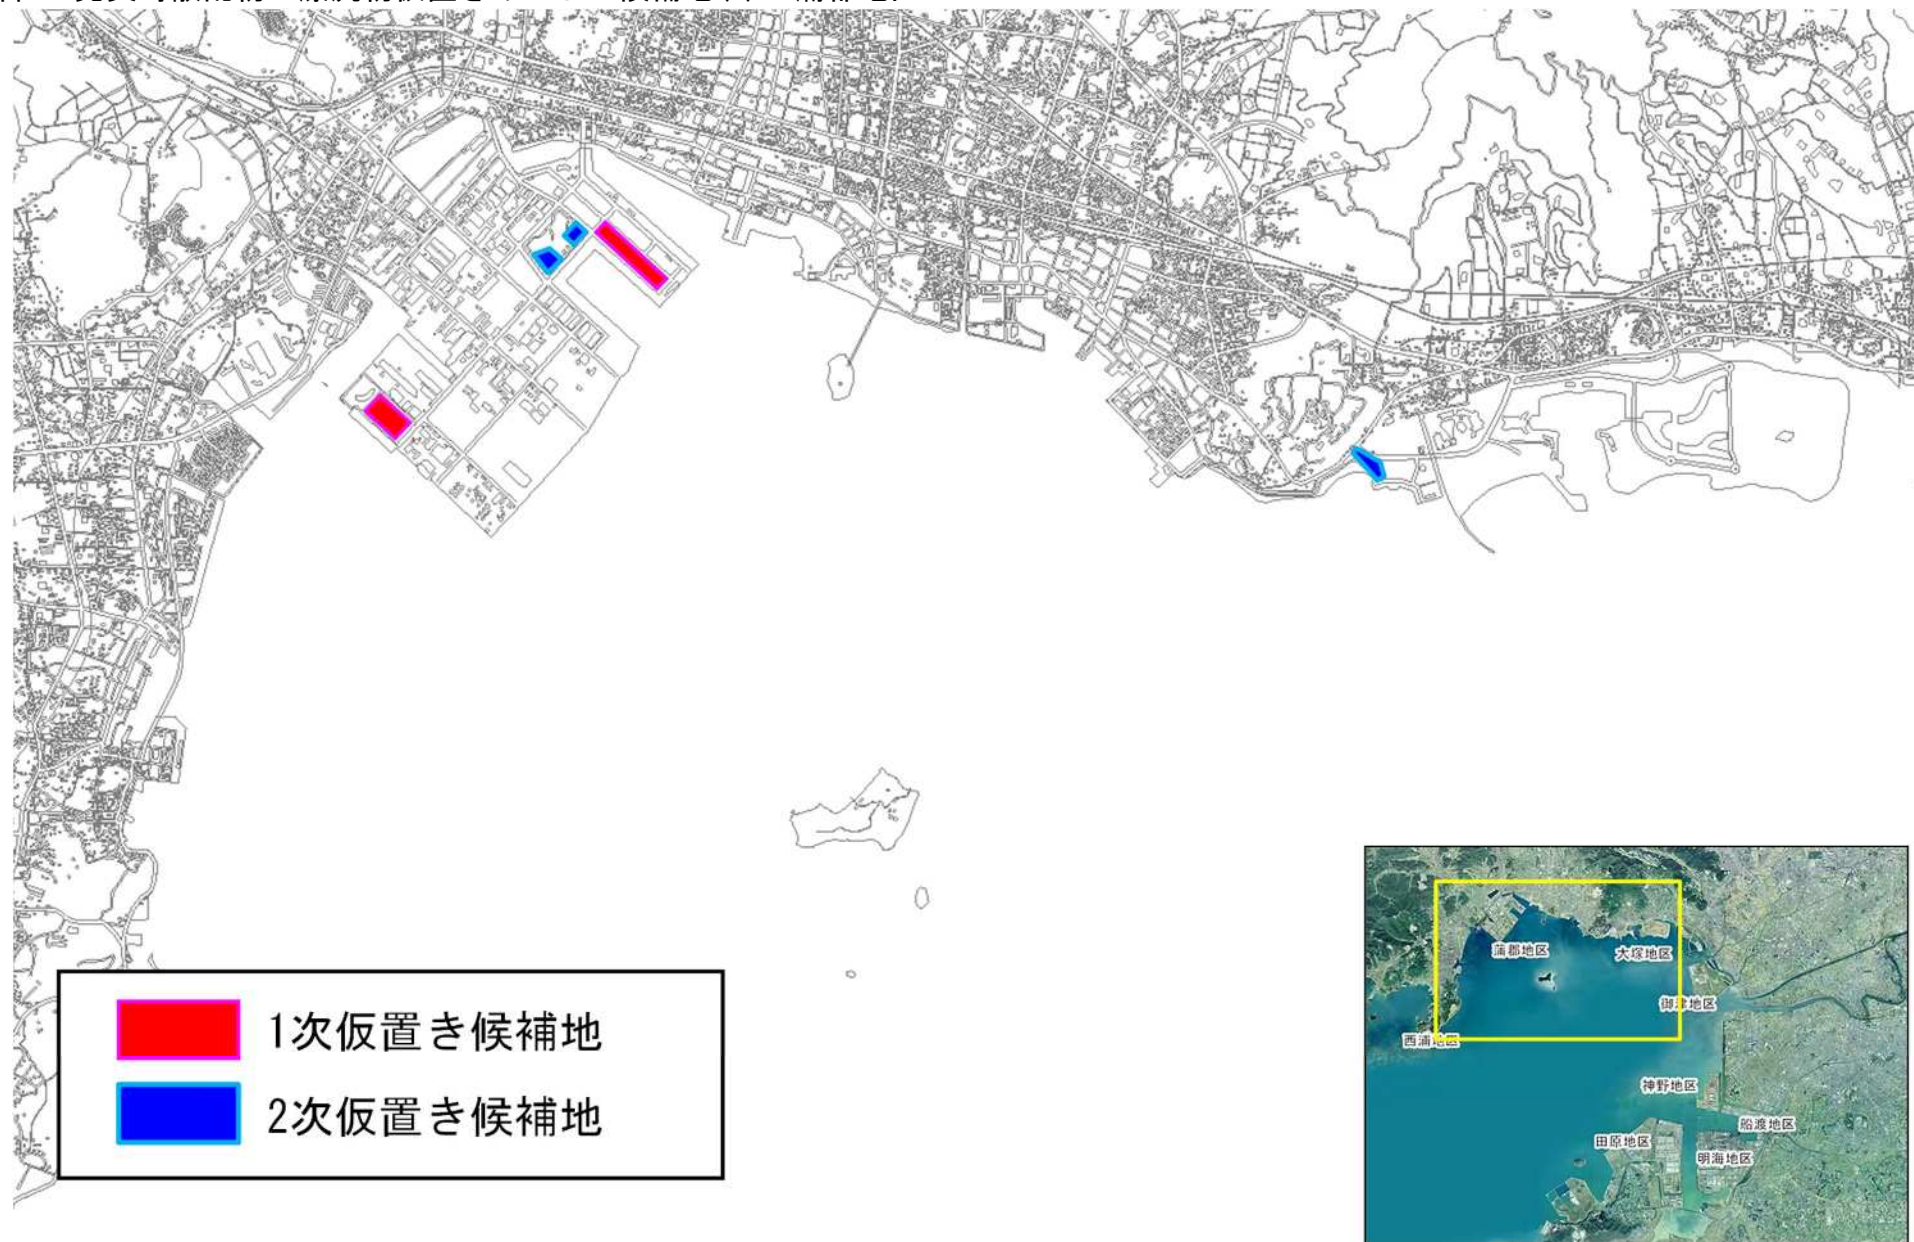 1次仮置き候補地
2次仮置き候補地
蒲郡地区
大塚地区
御津地区
西浦地区
神野地区
船渡地区
田原地区
明海地区